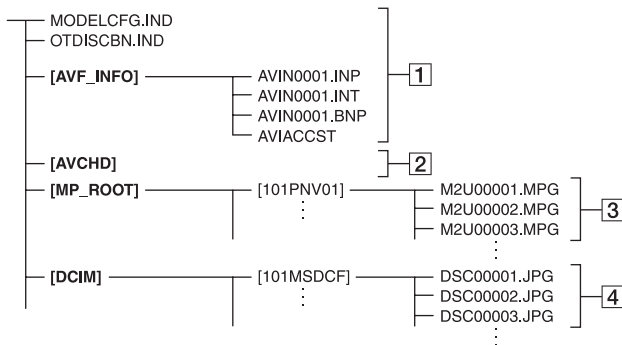 MODELCFG.IND
OTDISCBN.IND
[AVF_INFO] AVIN0001.INP
AVIN0001.INT
AVIN0001.BNP
AVIACCST
1
[AVCHD] 2
[MP_ROOT] [101PNV01] M2U00001.MPG
M2U00002.MPG 3
M2U00003.MPG
[DCIM] [101MSDCF] DSC00001.JPG
DSC00002.JPG 4
DSC00003.JPG